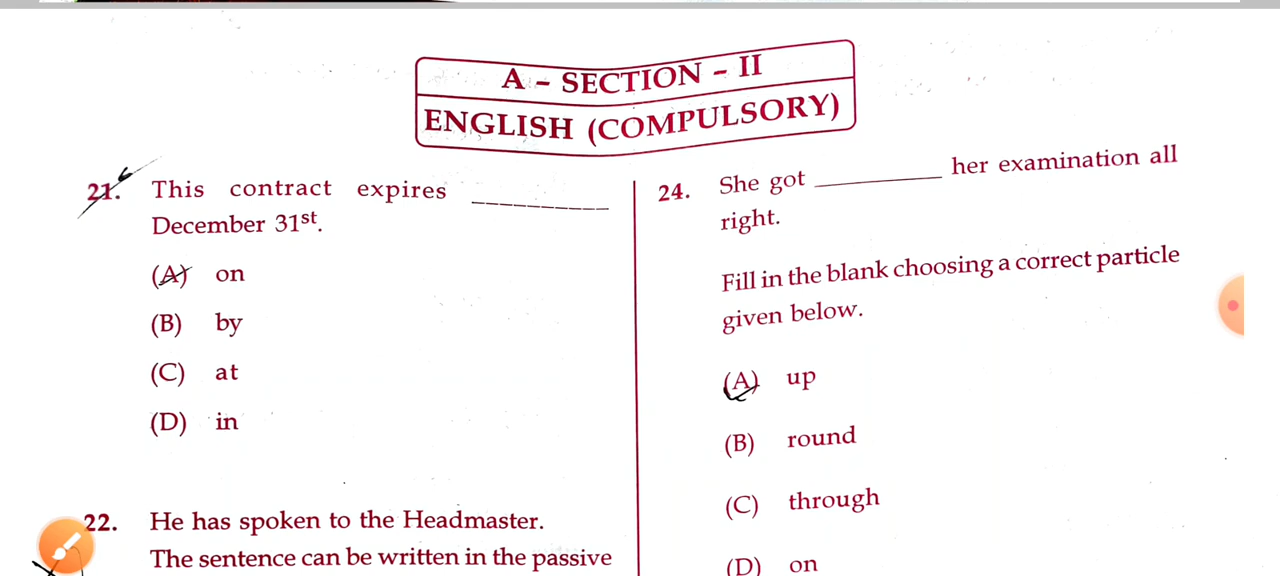 A - SECTION - II
ENGLISH (COMPULSORY)
21. This contract expires ________
December 31st.
(A) on
(B) by
(C) at
(D) in
22. He has spoken to the Headmaster.
The sentence can be written in the passive
24. She got ________ her examination all
right.
Fill in the blank choosing a correct particle
given below.
(A) up
(B) round
(C) through
(D) on